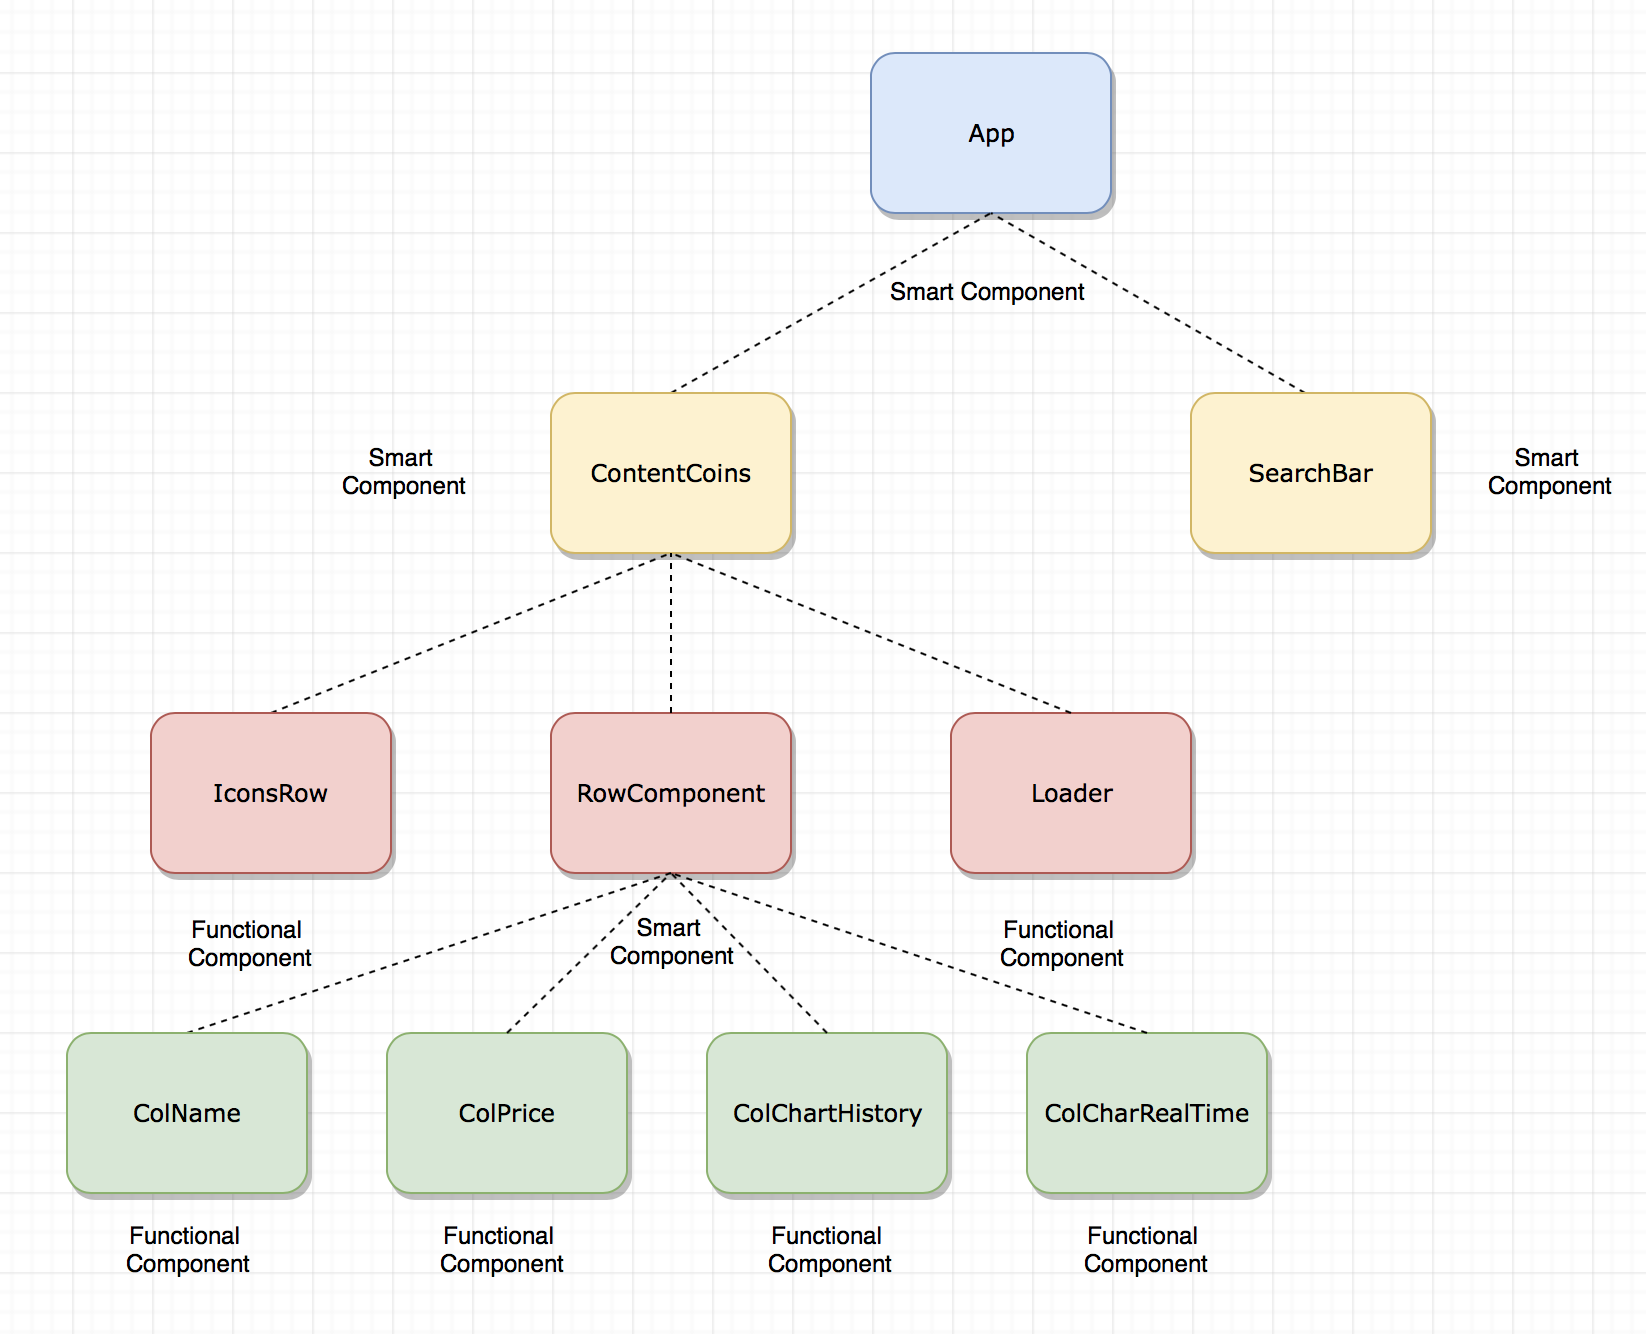 App
Smart Component
Smart
Component
ContentCoins
SearchBar
Smart
Component
IconsRow
RowComponent
Loader
Functional
Component
Smart
Component
Functional
Component
ColName
ColPrice
ColChartHistory
ColCharRealTime
Functional
Component
Functional
Component
Functional
Component
Functional
Component